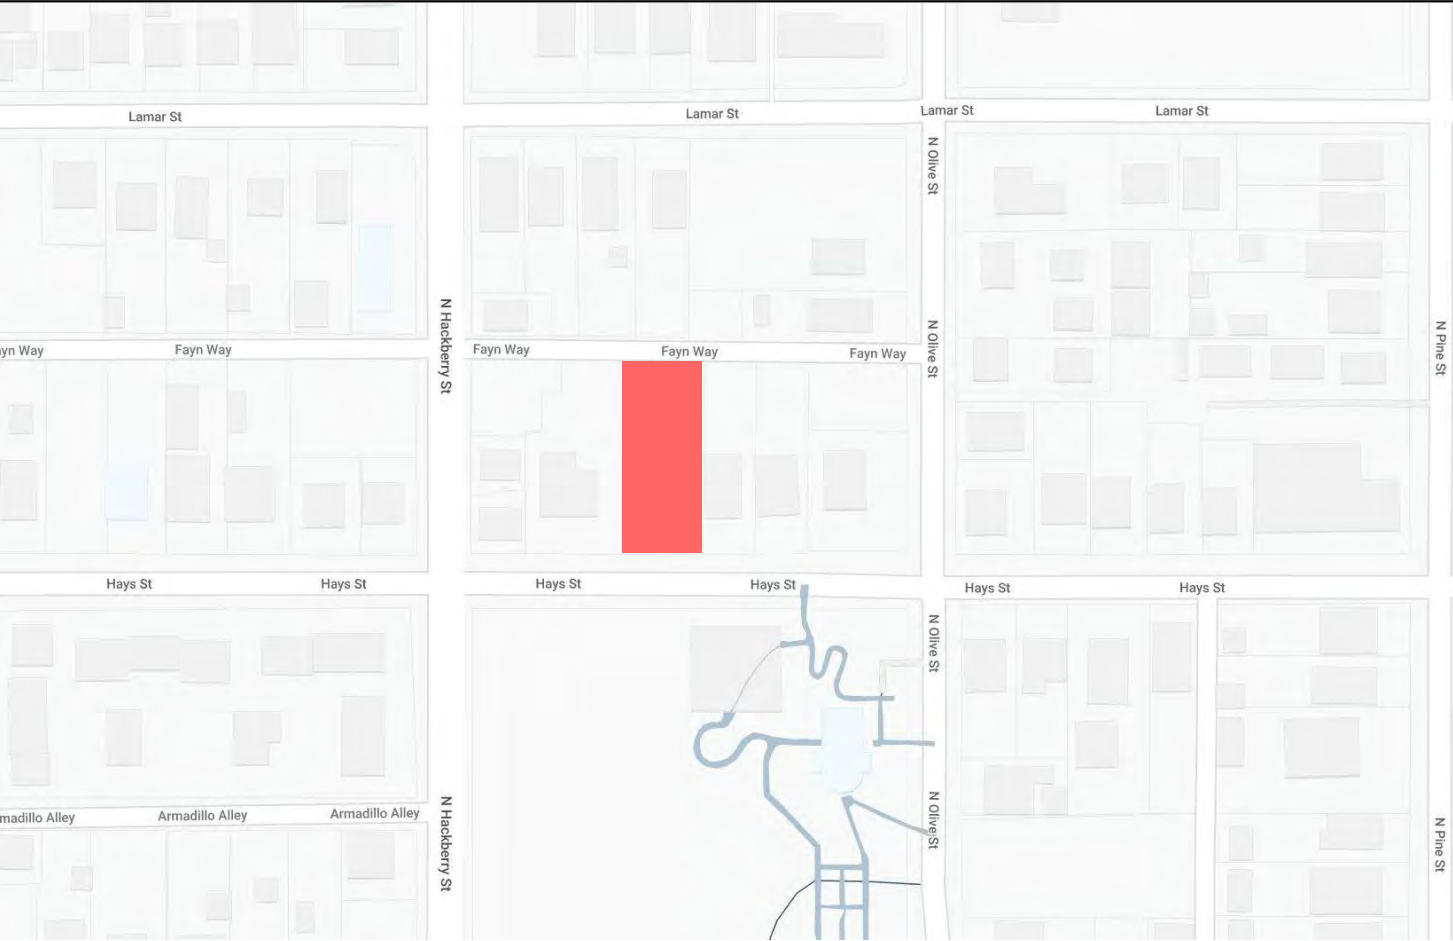 Lamar St
Lamar St
Lamar St
Lamar St
N Olive St
N Hackberry St
N Olive St
N Pine St
ayn Way
Fayn Way
Fayn Way
Fayn Way
Fayn Way
Hays St
Hays St
Hays St
Hays St
Hays St
Hays St
N Olive St
N Hackberry St
N Olive St
N Pine St
madillo Alley
Armadillo Alley
Armadillo Alley